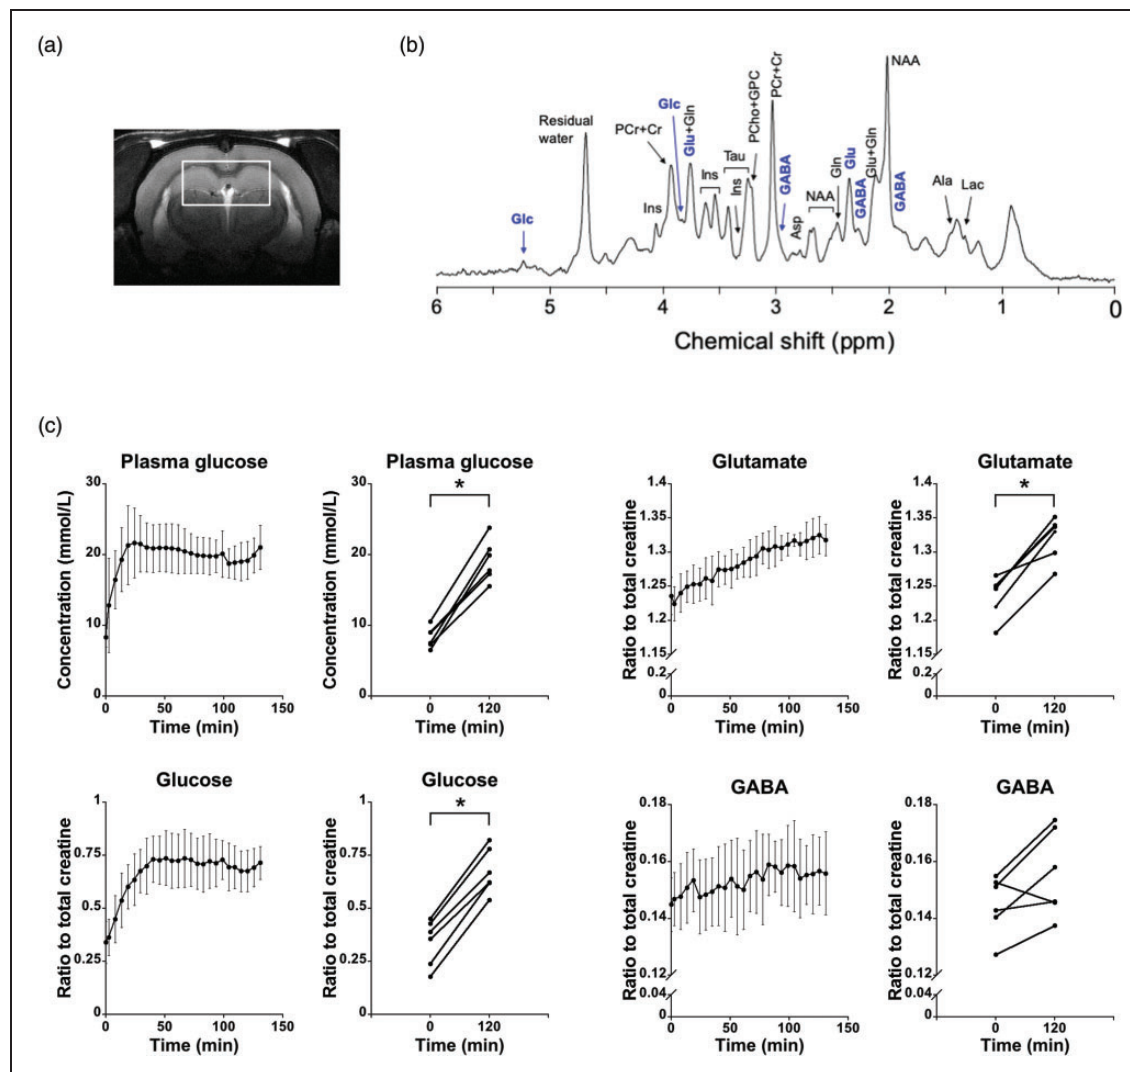 (a)
(b)
Residual
water
Glc
Ins
PCr+Cr
Glc
Glu+Gln
Ins
Tau
Ins
PCho+GPC
PCr+Cr
GABA
Asp
NAA
Gln
Glu
GABA
Glu+Gln
NAA
GABA
Ala
Lac
6 5 4 3 2 1 0
Chemical shift (ppm)
(c)
Plasma glucose
Concentration (mmol/L)
30
20
10
0
0 50 100 150
Time (min)
Plasma glucose
Concentration (mmol/L)
30
20
10
0
*
0 120
Time (min)
Glutamate
Ratio to total creatine
1.4
1.35
1.3
1.25
1.2
1.15
0.2
0
0 50 100 150
Time (min)
Glutamate
Ratio to total creatine
1.4
1.35
1.3
1.25
1.2
1.15
0.2
0
*
0 120
Time (min)
Glucose
Ratio to total creatine
1
0.75
0.5
0.25
0
0 50 100 150
Time (min)
Glucose
Ratio to total creatine
1
0.75
0.5
0.25
0
*
0 120
Time (min)
GABA
Ratio to total creatine
0.18
0.16
0.14
0.12
0.04
0
0 50 100 150
Time (min)
GABA
Ratio to total creatine
0.18
0.16
0.14
0.12
0.04
0
0 120
Time (min)